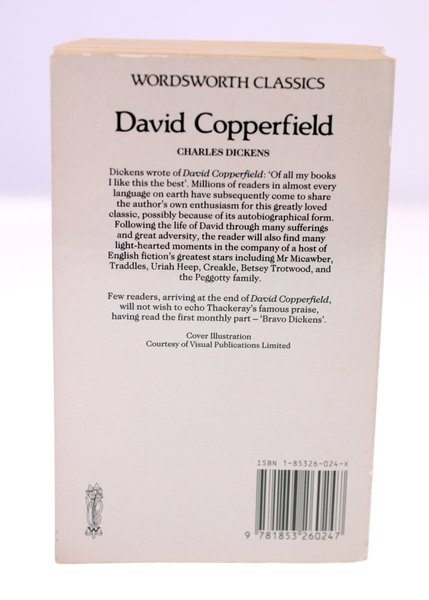 WORDSWORTH CLASSICS
David Copperfield
CHARLES DICKENS
Dickens wrote of David Copperfield: ‘Of all my books
I like this the best’. Millions of readers in almost every
language on earth have subsequently come to share
the author’s own enthusiasm for this greatly loved
classic, possibly because of its autobiographical form.
Following the life of David through many sufferings
and great adversity, the reader will also find many
light-hearted moments in the company of a host of
English fiction’s greatest stars including Mr Micawber,
Traddles, Uriah Heep, Creakle, Betsey Trotwood, and
the Peggotty family.
Few readers, arriving at the end of David Copperfield,
will not wish to echo Thackeray’s famous praise,
having read the first monthly part – ‘Bravo Dickens’.
Cover Illustration
Courtesy of Visual Publications Limited
ISBN 1-85326-024-X
9 781853 260247
W